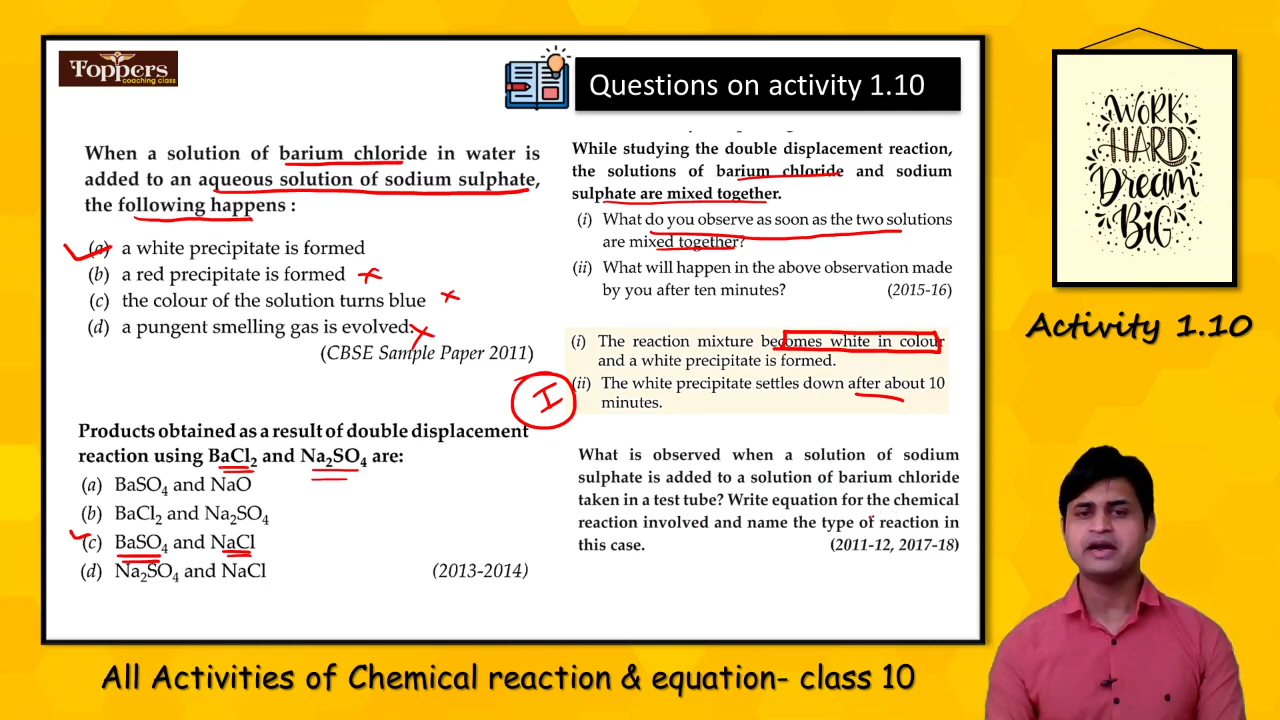 Toppers
coaching class
Questions on activity 1.10
When a solution of barium chloride in water is
added to an aqueous solution of sodium sulphate,
the following happens :
(a) a white precipitate is formed
(b) a red precipitate is formed
(c) the colour of the solution turns blue
(d) a pungent smelling gas is evolved.
(CBSE Sample Paper 2011)
Products obtained as a result of double displacement
reaction using BaCl₂ and Na₂SO₄ are:
(a) BaSO₄ and NaO
(b) BaCl₂ and Na₂SO₄
(c) BaSO₄ and NaCl
(d) Na₂SO₄ and NaCl (2013-2014)
While studying the double displacement reaction,
the solutions of barium chloride and sodium
sulphate are mixed together.
(i) What do you observe as soon as the two solutions
are mixed together?
(ii) What will happen in the above observation made
by you after ten minutes? (2015-16)
(i) The reaction mixture becomes white in colour
and a white precipitate is formed.
I
(ii) The white precipitate settles down after about 10
minutes.
What is observed when a solution of sodium
sulphate is added to a solution of barium chloride
taken in a test tube? Write equation for the chemical
reaction involved and name the type of reaction in
this case. (2011-12, 2017-18)
WORK
HARD
Dream
BiG
Activity 1.10
All Activities of Chemical reaction & equation- class 10